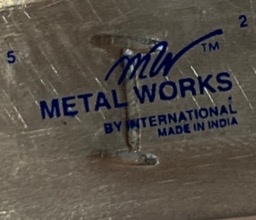 5 2
mw™
METAL WORKS
BY INTERNATIONAL
MADE IN INDIA